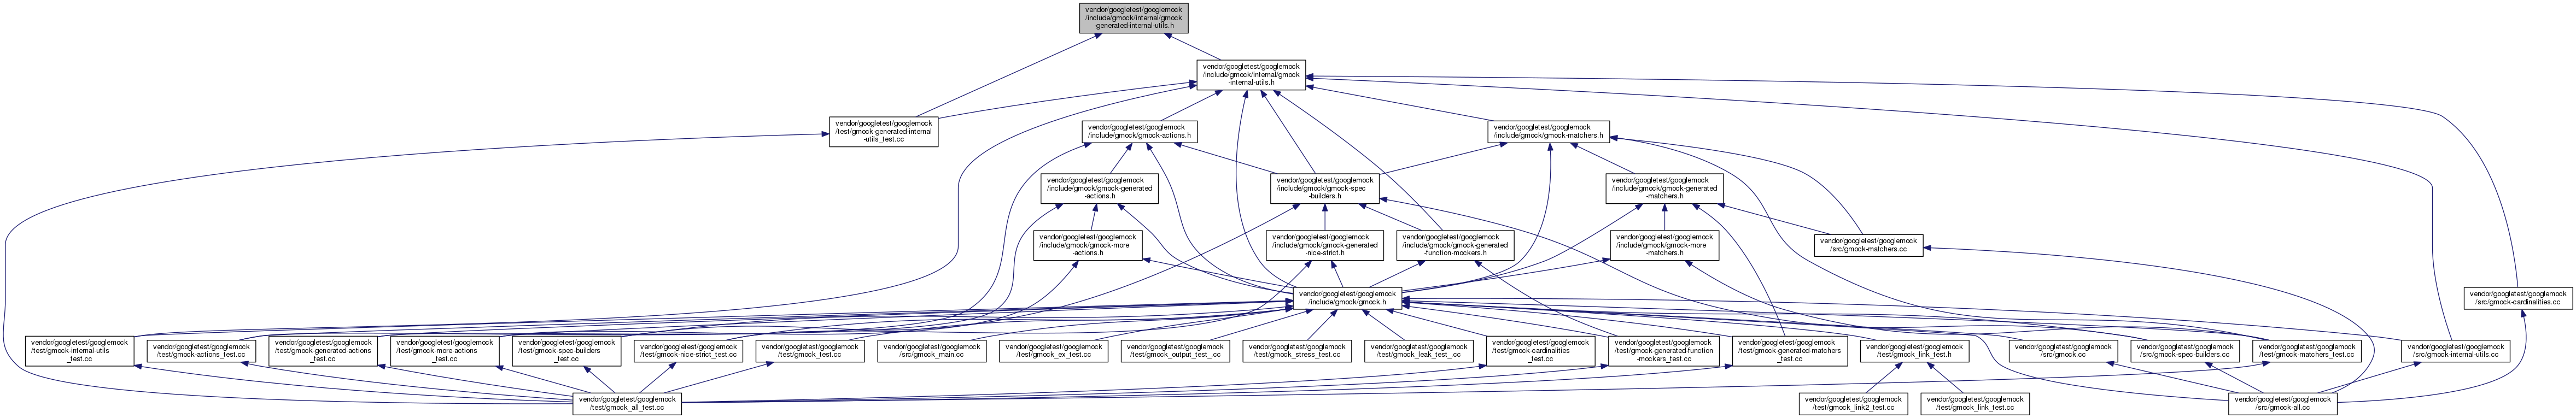 vendor/googletest/googlemock
/include/gmock/internal/gmock
-generated-internal-utils.h
vendor/googletest/googlemock
/include/gmock/internal/gmock
-internal-utils.h
vendor/googletest/googlemock
/test/gmock-generated-internal
-utils_test.cc
vendor/googletest/googlemock
/include/gmock/gmock-actions.h
vendor/googletest/googlemock
/include/gmock/gmock-matchers.h
vendor/googletest/googlemock
/include/gmock/gmock-generated
-actions.h
vendor/googletest/googlemock
/include/gmock/gmock-spec
-builders.h
vendor/googletest/googlemock
/include/gmock/gmock-generated
-matchers.h
vendor/googletest/googlemock
/include/gmock/gmock-more
-actions.h
vendor/googletest/googlemock
/include/gmock/gmock-generated
-nice-strict.h
vendor/googletest/googlemock
/include/gmock/gmock-generated
-function-mockers.h
vendor/googletest/googlemock
/include/gmock/gmock-more
-matchers.h
vendor/googletest/googlemock
/src/gmock-matchers.cc
vendor/googletest/googlemock
/include/gmock/gmock.h
vendor/googletest/googlemock
/src/gmock-cardinalities.cc
vendor/googletest/googlemock
/test/gmock-internal-utils
_test.cc
vendor/googletest/googlemock
/test/gmock-actions_test.cc
vendor/googletest/googlemock
/test/gmock-generated-actions
_test.cc
vendor/googletest/googlemock
/test/gmock-more-actions
_test.cc
vendor/googletest/googlemock
/test/gmock-spec-builders
_test.cc
vendor/googletest/googlemock
/test/gmock-nice-strict_test.cc
vendor/googletest/googlemock
/test/gmock_test.cc
vendor/googletest/googlemock
/src/gmock_main.cc
vendor/googletest/googlemock
/test/gmock_ex_test.cc
vendor/googletest/googlemock
/test/gmock_output_test_.cc
vendor/googletest/googlemock
/test/gmock_stress_test.cc
vendor/googletest/googlemock
/test/gmock_leak_test_.cc
vendor/googletest/googlemock
/test/gmock-cardinalities
_test.cc
vendor/googletest/googlemock
/test/gmock-generated-function
-mockers_test.cc
vendor/googletest/googlemock
/test/gmock-generated-matchers
_test.cc
vendor/googletest/googlemock
/test/gmock_link_test.h
vendor/googletest/googlemock
/src/gmock.cc
vendor/googletest/googlemock
/src/gmock-spec-builders.cc
vendor/googletest/googlemock
/test/gmock-matchers_test.cc
vendor/googletest/googlemock
/src/gmock-internal-utils.cc
vendor/googletest/googlemock
/test/gmock_all_test.cc
vendor/googletest/googlemock
/test/gmock_link2_test.cc
vendor/googletest/googlemock
/test/gmock_link_test.cc
vendor/googletest/googlemock
/src/gmock-all.cc